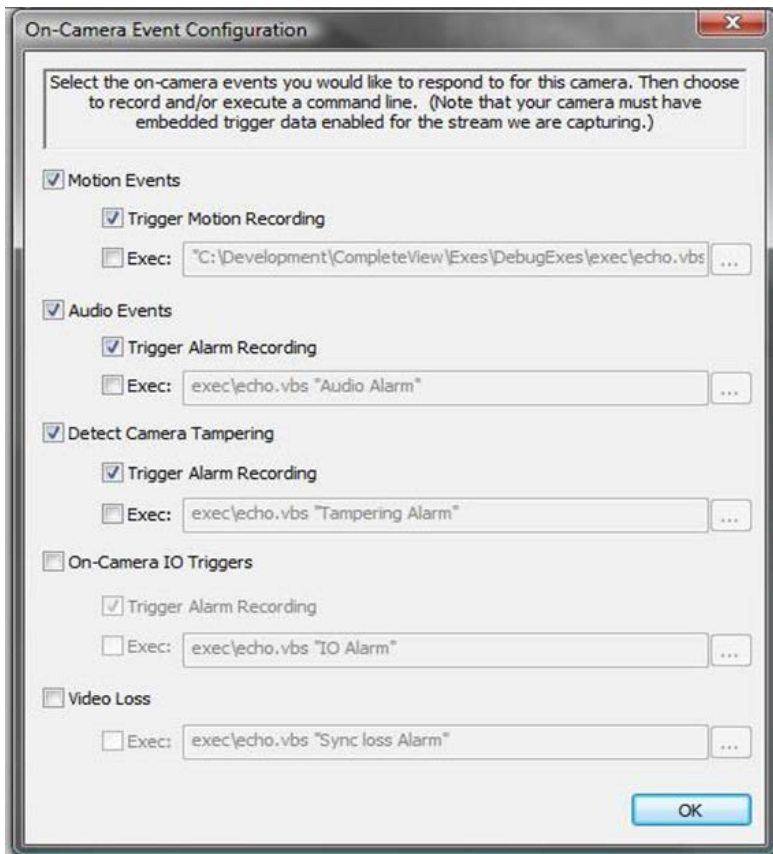 On-Camera Event Configuration
Select the on-camera events you would like to respond to for this camera. Then choose
to record and/or execute a command line. (Note that your camera must have
embedded trigger data enabled for the stream we are capturing.)
Motion Events
Trigger Motion Recording
Exec: "C:\Development\CompleteView\Exes\DebugExes\exec\echo.vbs ...
Audio Events
Trigger Alarm Recording
Exec: exec\echo.vbs "Audio Alarm" ...
Detect Camera Tampering
Trigger Alarm Recording
Exec: exec\echo.vbs "Tampering Alarm" ...
On-Camera IO Triggers
Trigger Alarm Recording
Exec: exec\echo.vbs "IO Alarm" ...
Video Loss
Exec: exec\echo.vbs "Sync loss Alarm" ...
OK